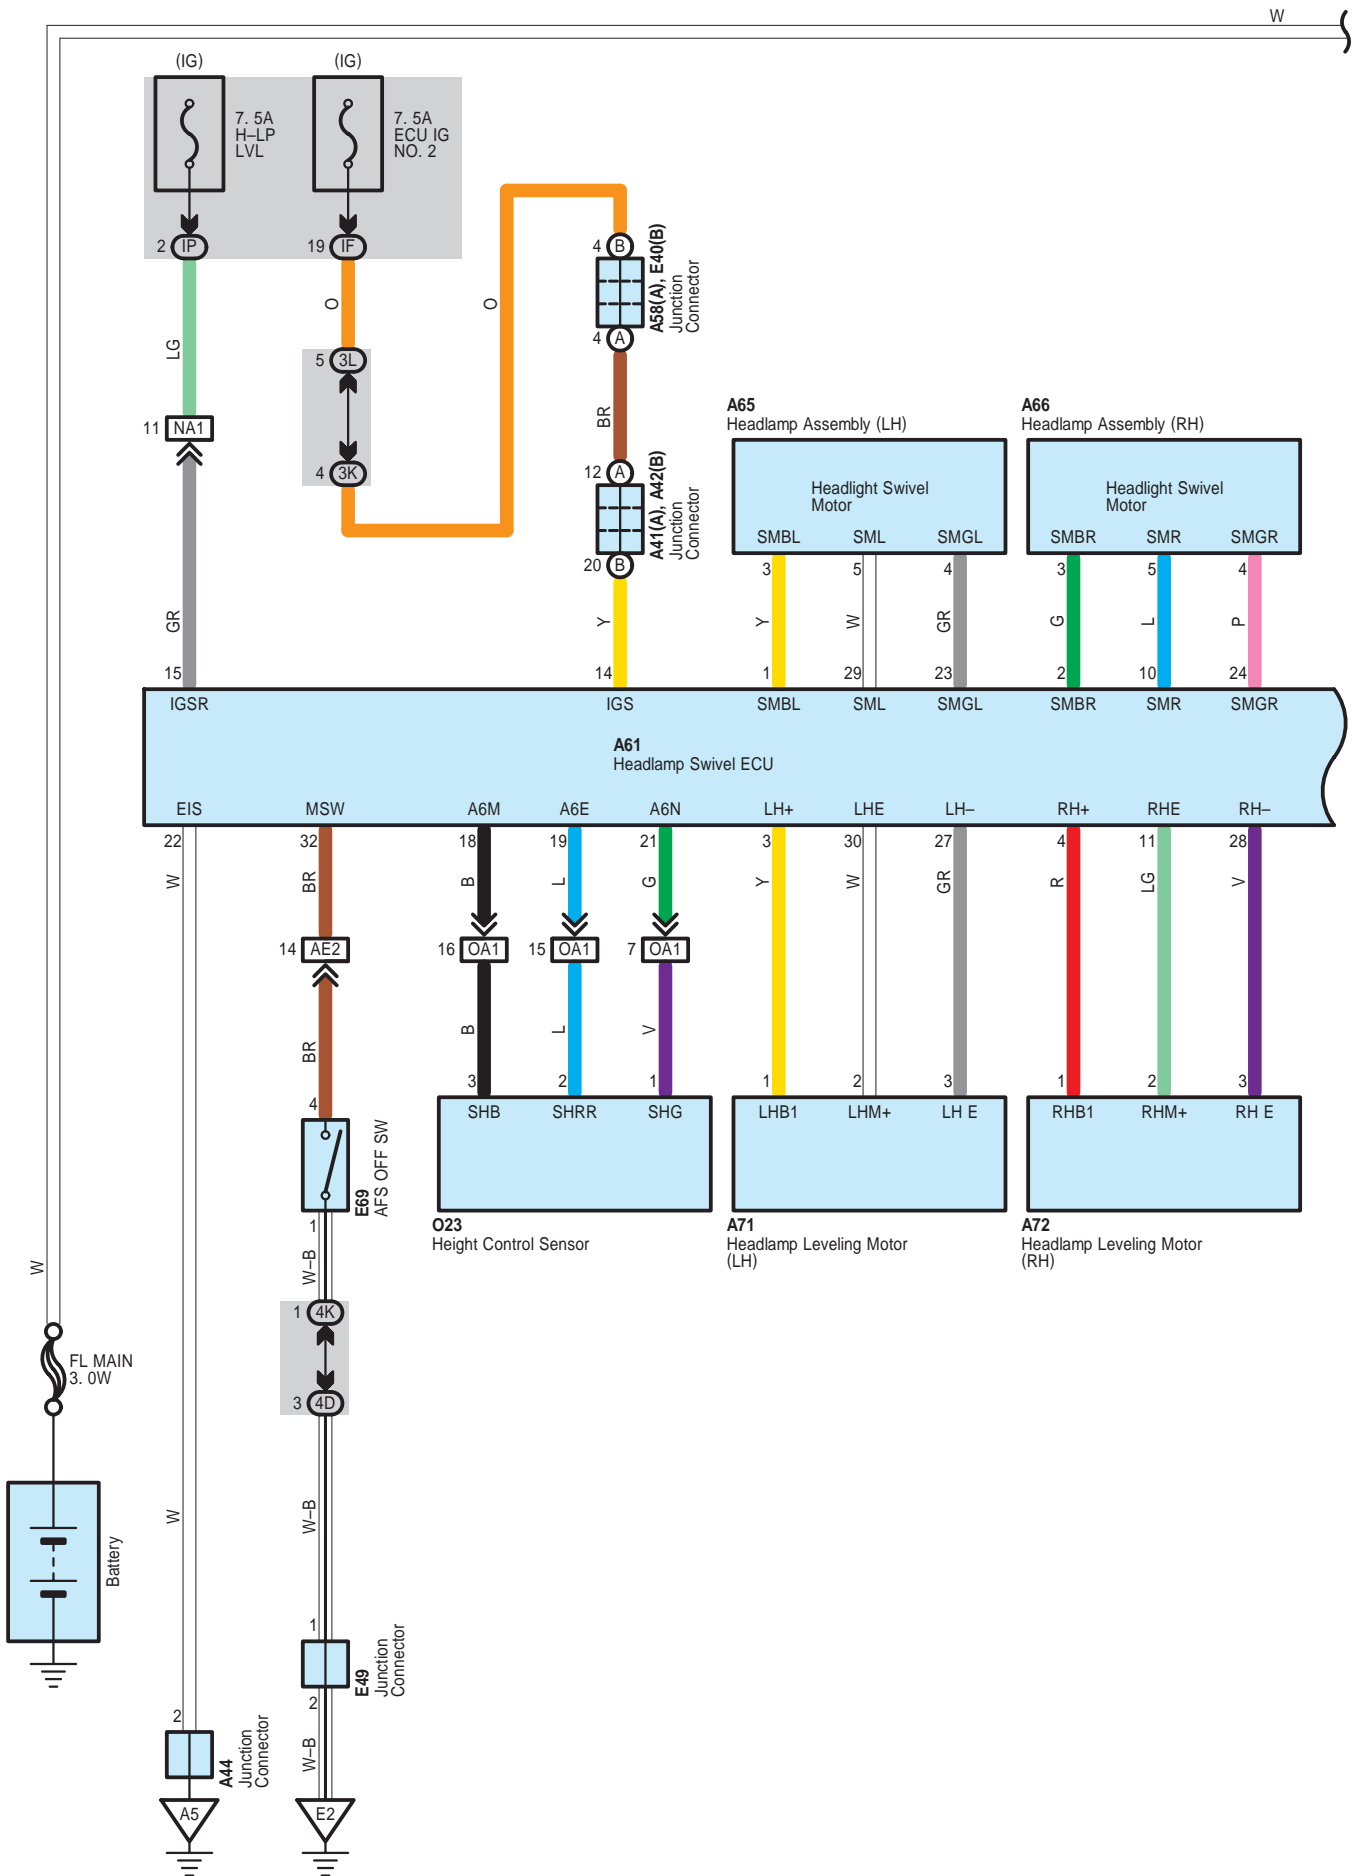 W
(IG)
(IG)
7. 5A
H–LP
LVL
7. 5A
ECU IG
NO. 2
2 IP
19 IF
4 B
A58(A), E40(B)
Junction
Connector
4 A
O
O
LG
5 3L
BR
11 NA1
4 3K
12 A
A41(A), A42(B)
Junction
Connector
20 B
A65
Headlamp Assembly (LH)
A66
Headlamp Assembly (RH)
Headlight Swivel
Motor
Headlight Swivel
Motor
SMBL SML SMGL
SMBR SMR SMGR
3 5 4 3 5 4
GR Y Y W GR G L P
15 14 1 29 23 2 10 24
IGSR IGS SMBL SML SMGL SMBR SMR SMGR
A61
Headlamp Swivel ECU
EIS MSW A6M A6E A6N LH+ LHE LH– RH+ RHE RH–
22 32 18 19 21 3 30 27 4 11 28
W BR B L G Y W GR R LG V
14 AE2
16 OA1
15 OA1
7 OA1
BR B L V
4 3 2 1 1 2 3 1 2 3
SHB SHRR SHG
LHB1 LHM+ LH E
RHB1 RHM+ RH E
E69
AFS OFF SW
O23
Height Control Sensor
A71
Headlamp Leveling Motor
(LH)
A72
Headlamp Leveling Motor
(RH)
1
W–B
W
1 4K
FL MAIN
3. 0W
3 4D
W
W–B
Battery
1
E49
Junction
Connector
2
2
A44
Junction
Connector
W–B
A5
E2